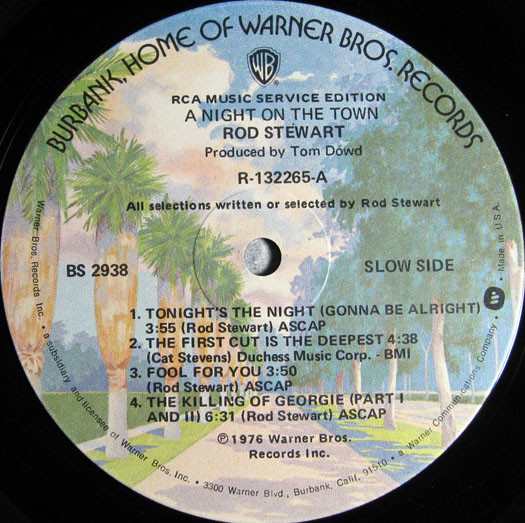 BURBANK, HOME OF WARNER BROS. RECORDS
WB
RCA MUSIC SERVICE EDITION
A NIGHT ON THE TOWN
ROD STEWART
Produced by Tom Dowd
R-132265-A
All selections written or selected by Rod Stewart
BS 2938
SLOW SIDE
1. TONIGHT'S THE NIGHT (GONNA BE ALRIGHT)
3:55 (Rod Stewart) ASCAP
2. THE FIRST CUT IS THE DEEPEST 4:38
(Cat Stevens) Duchess Music Corp. - BMI
3. FOOL FOR YOU 3:50
(Rod Stewart) ASCAP
4. THE KILLING OF GEORGIE (PART I
AND II) 6:31 (Rod Stewart) ASCAP
℗1976 Warner Bros.
Records Inc.
Warner Bros. Records Inc. • a subsidiary and licensee of Warner Bros. Inc. • 3300 Warner Blvd., Burbank, Calif. 91510 • a Warner Communications Company • Made in U.S.A.